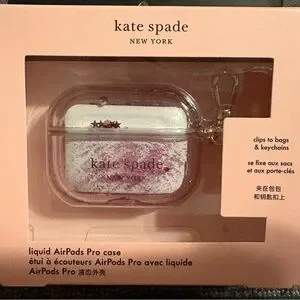 kate spade
NEW YORK
kate spade
NEW YORK
clips to bags
& keychains
se fixe aux sacs
et aux porte-clés
夹在包包
和钥匙扣上
liquid AirPods Pro case
étui à écouteurs AirPods Pro avec liquide
AirPods Pro 液态外壳